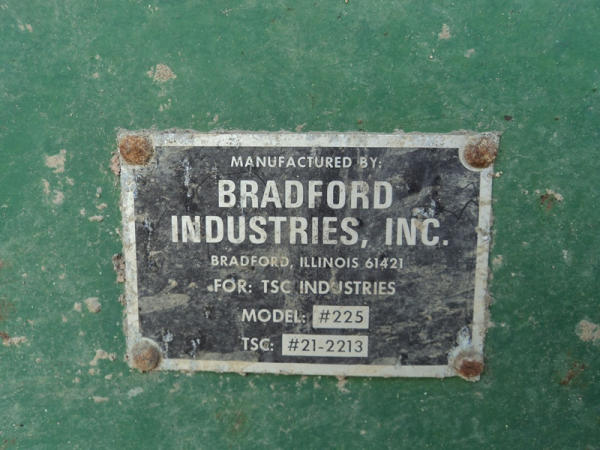 MANUFACTURED BY:
BRADFORD
INDUSTRIES, INC.
BRADFORD, ILLINOIS 61421
FOR: TSC INDUSTRIES
MODEL: #225
TSC: #21-2213